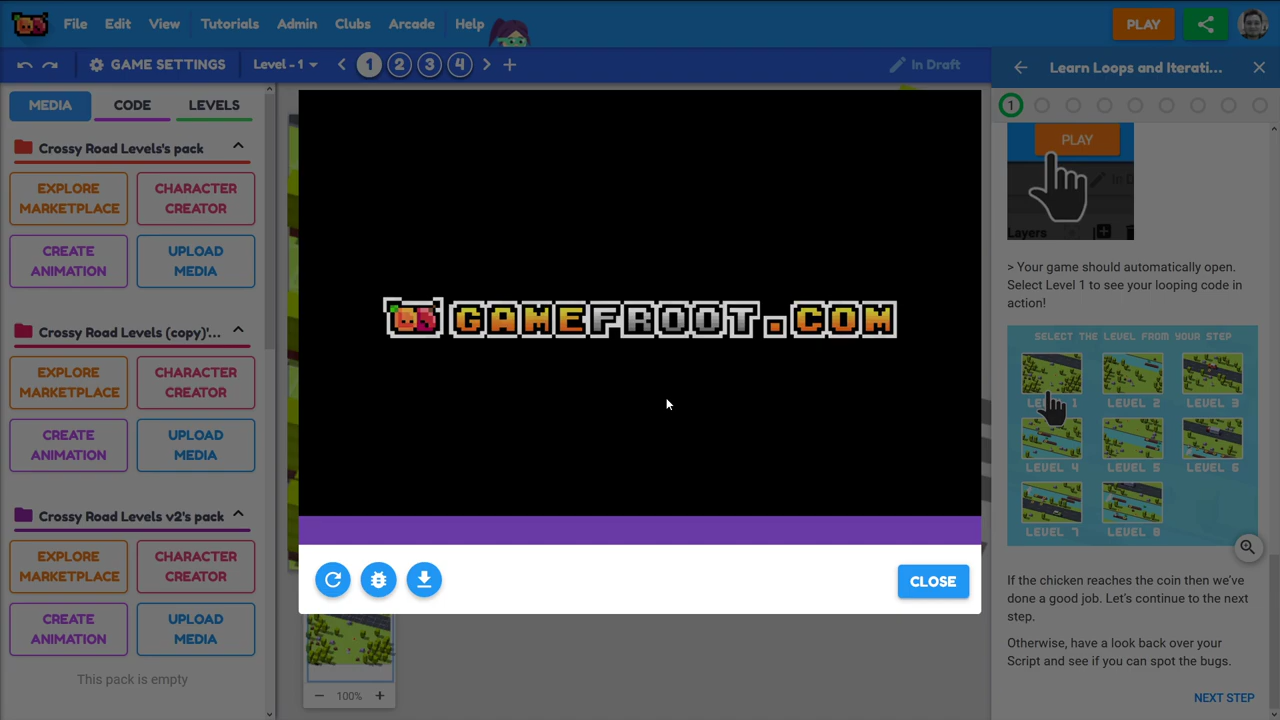 File Edit View Tutorials Admin Clubs Arcade Help PLAY
GAME SETTINGS Level - 1 1 2 3 4 In Draft
Learn Loops and Iterati...
MEDIA CODE LEVELS
1
Crossy Road Levels's pack
EXPLORE MARKETPLACE
CHARACTER CREATOR
CREATE ANIMATION
UPLOAD MEDIA
Crossy Road Levels (copy)'...
EXPLORE MARKETPLACE
CHARACTER CREATOR
CREATE ANIMATION
UPLOAD MEDIA
Crossy Road Levels v2's pack
EXPLORE MARKETPLACE
CHARACTER CREATOR
CREATE ANIMATION
UPLOAD MEDIA
This pack is empty
GAMEFROOT.COM
CLOSE
100%
PLAY
In D
Layers
> Your game should automatically open.
Select Level 1 to see your looping code in
action!
SELECT THE LEVEL FROM YOUR STEP
LEVEL 1 LEVEL 2 LEVEL 3
LEVEL 4 LEVEL 5 LEVEL 6
LEVEL 7 LEVEL 8
If the chicken reaches the coin then we've
done a good job. Let's continue to the next
step.
Otherwise, have a look back over your
Script and see if you can spot the bugs.
NEXT STEP